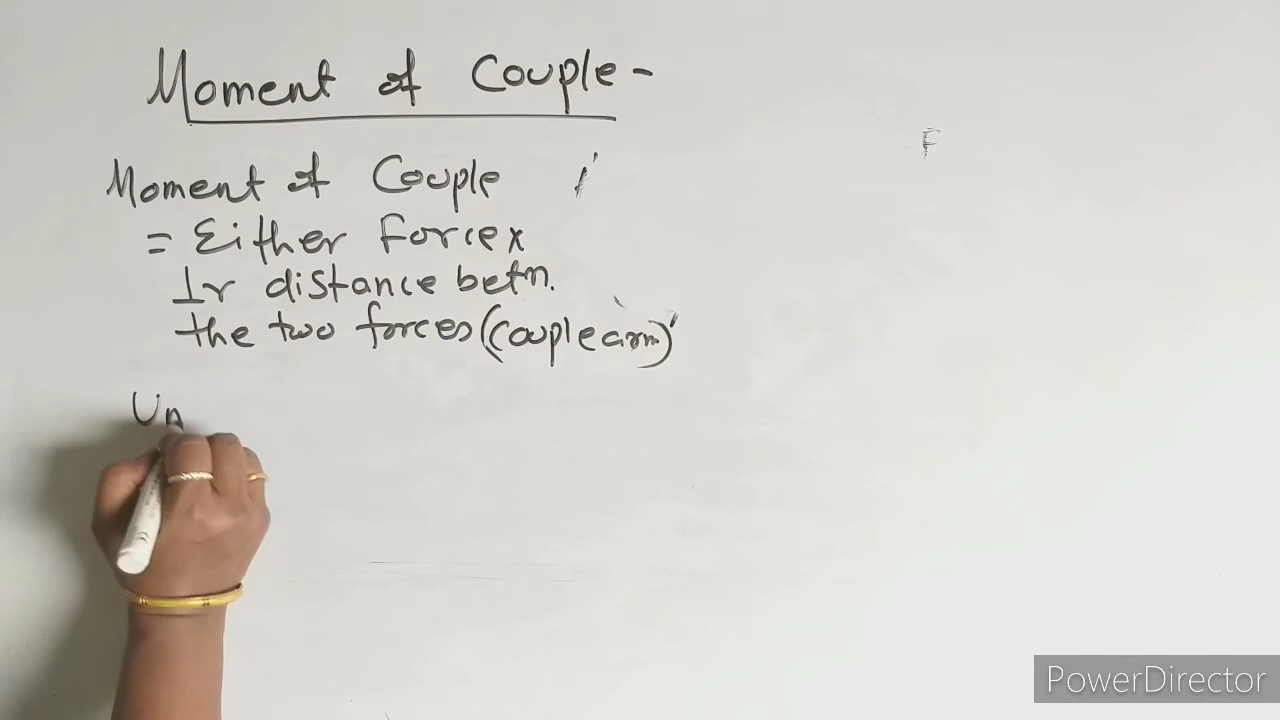 Moment of Couple -
Moment of Couple
= Either Force x
⊥r distance betn.
the two forces (Couple arm)
Un
F
PowerDirector